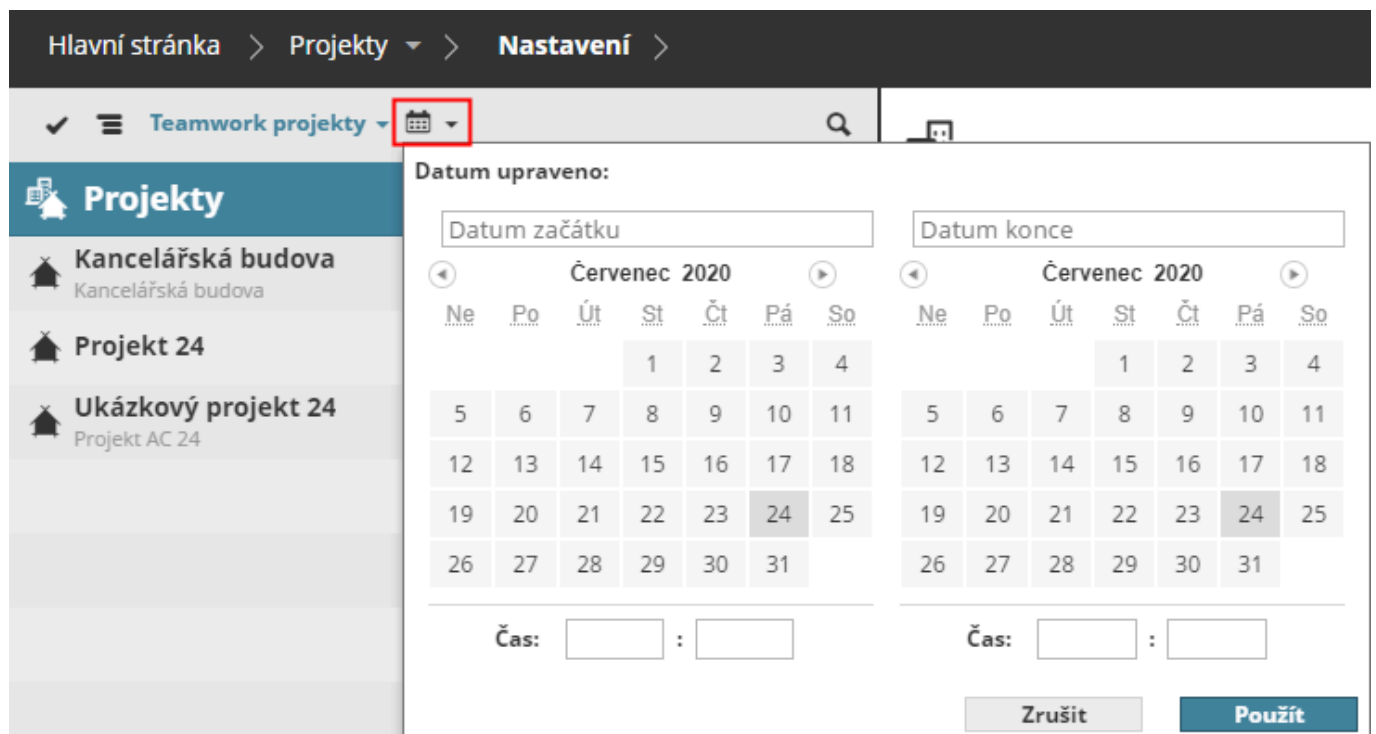 Hlavní stránka > Projekty > Nastavení >
Teamwork projekty
Projekty
Kancelářská budova
Kancelářská budova
Projekt 24
Ukázkový projekt 24
Projekt AC 24
Datum upraveno:
Datum začátku
Červenec 2020
Ne Po Út St Čt Pá So
1 2 3 4
5 6 7 8 9 10 11
12 13 14 15 16 17 18
19 20 21 22 23 24 25
26 27 28 29 30 31
Čas: :
Datum konce
Červenec 2020
Ne Po Út St Čt Pá So
1 2 3 4
5 6 7 8 9 10 11
12 13 14 15 16 17 18
19 20 21 22 23 24 25
26 27 28 29 30 31
Čas: :
Zrušit
Použít